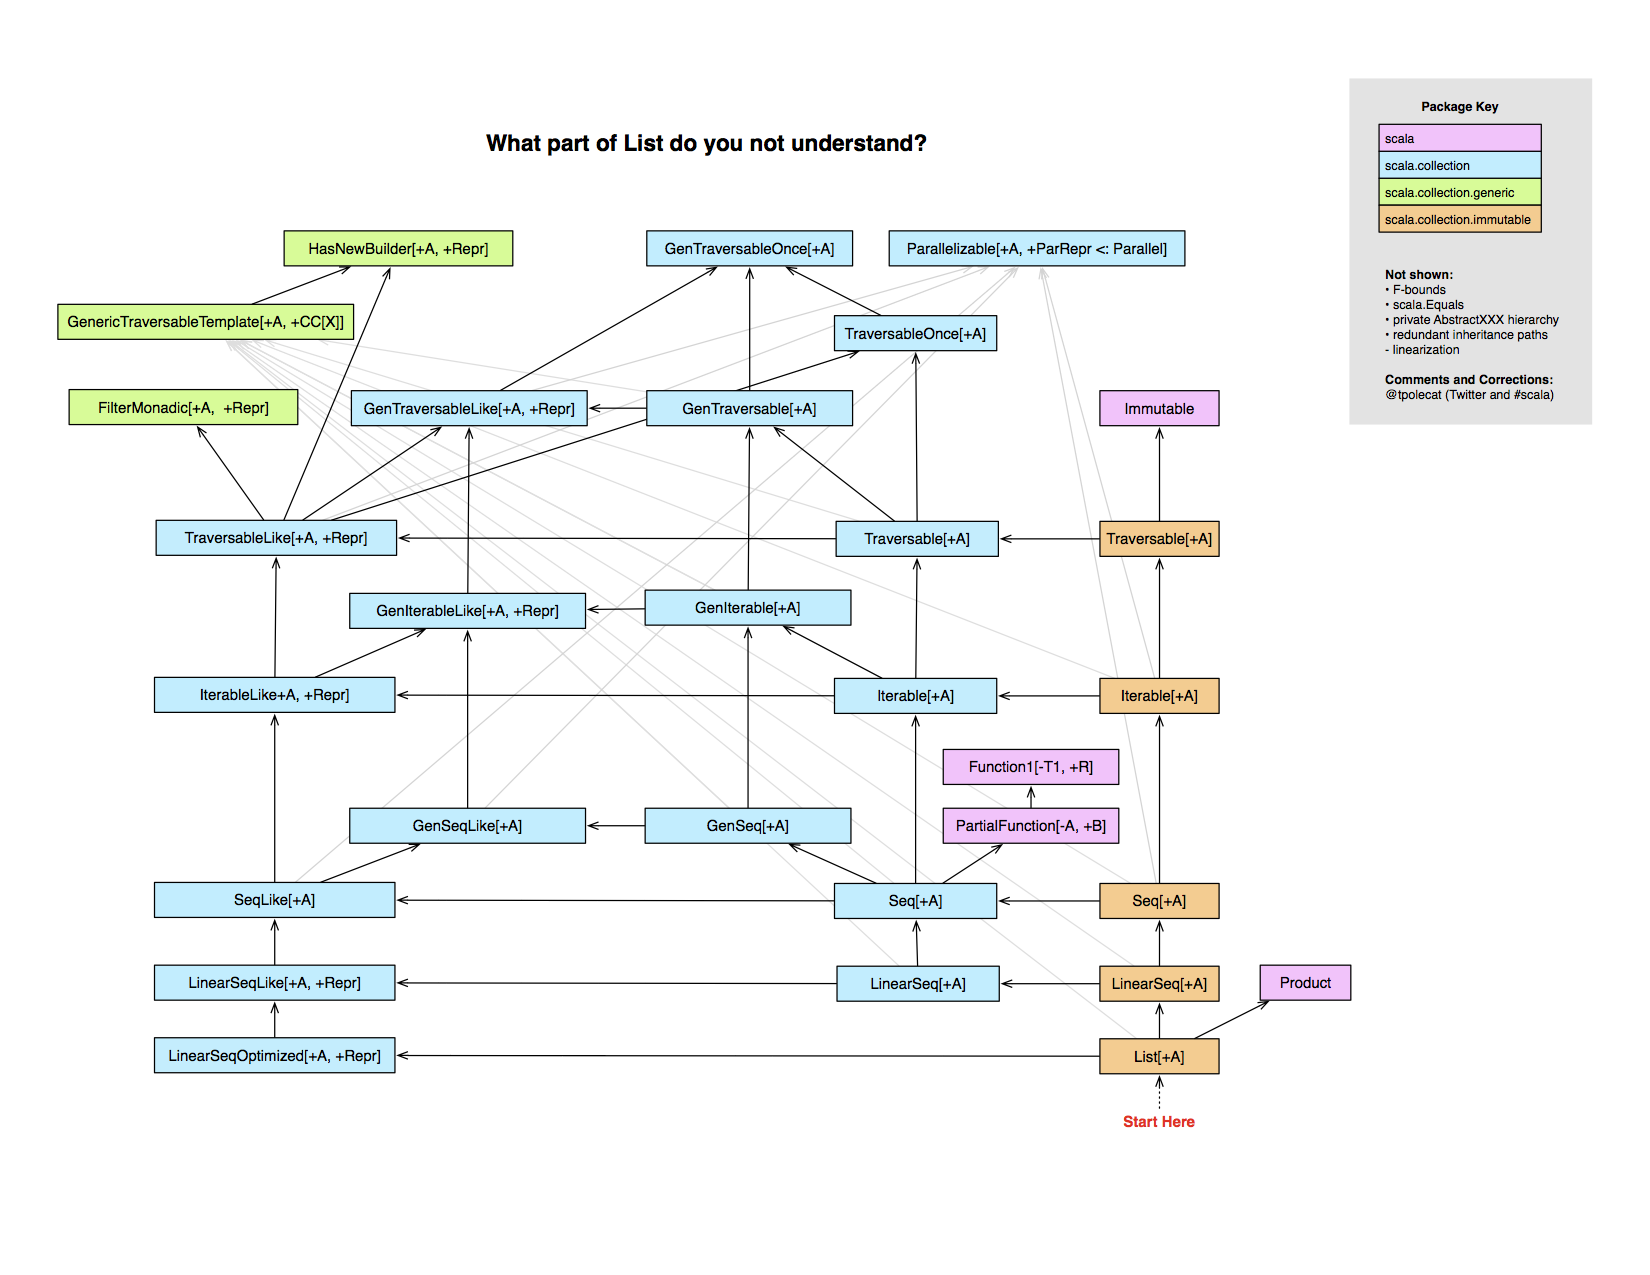 What part of List do you not understand?
Package Key
scala
scala.collection
scala.collection.generic
scala.collection.immutable
Not shown:
• F-bounds
• scala.Equals
• private AbstractXXX hierarchy
• redundant inheritance paths
- linearization
Comments and Corrections:
@tpolecat (Twitter and #scala)
HasNewBuilder[+A, +Repr]
GenTraversableOnce[+A]
Parallelizable[+A, +ParRepr <: Parallel]
GenericTraversableTemplate[+A, +CC[X]]
TraversableOnce[+A]
FilterMonadic[+A, +Repr]
GenTraversableLike[+A, +Repr]
GenTraversable[+A]
Immutable
TraversableLike[+A, +Repr]
Traversable[+A]
Traversable[+A]
GenIterableLike[+A, +Repr]
GenIterable[+A]
IterableLike+A, +Repr]
Iterable[+A]
Iterable[+A]
Function1[-T1, +R]
GenSeqLike[+A]
GenSeq[+A]
PartialFunction[-A, +B]
SeqLike[+A]
Seq[+A]
Seq[+A]
LinearSeqLike[+A, +Repr]
LinearSeq[+A]
LinearSeq[+A]
Product
LinearSeqOptimized[+A, +Repr]
List[+A]
Start Here